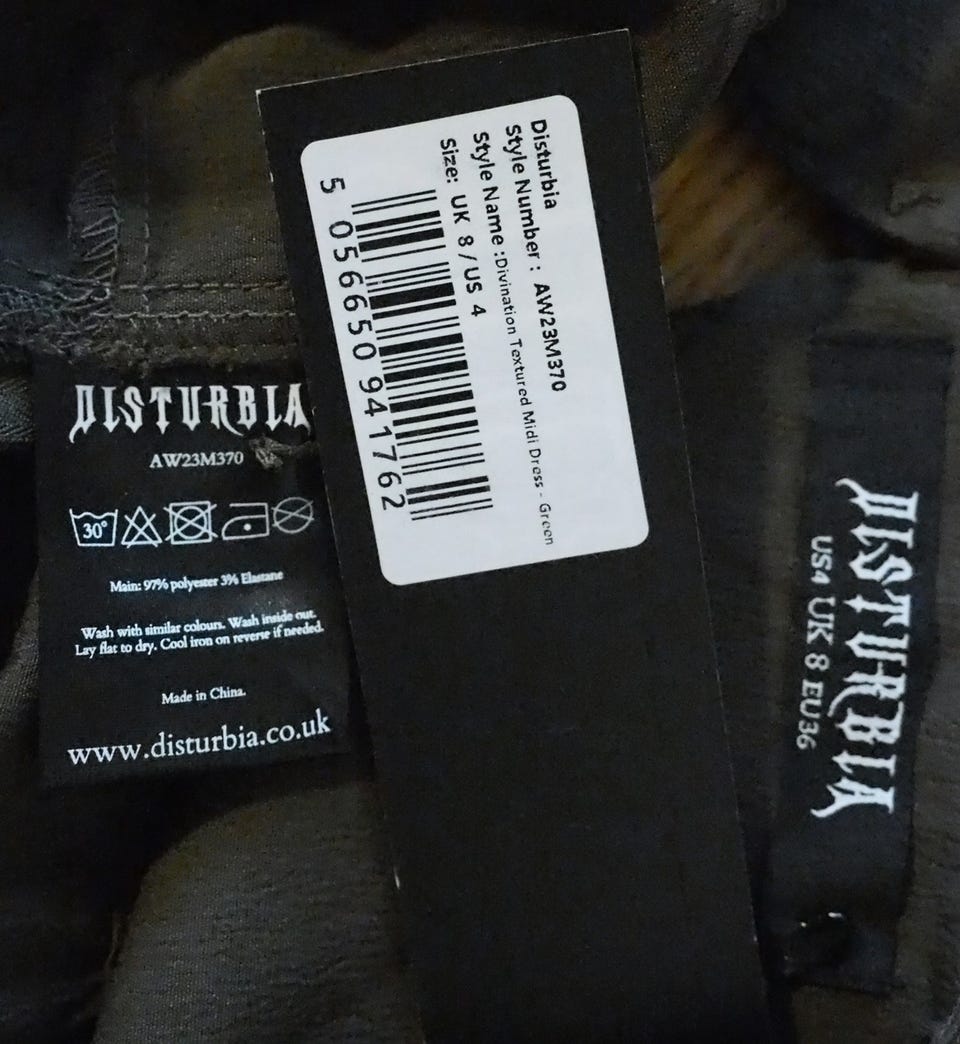 Disturbia
Style Number : AW23M370
Style Name :Divination Textured Midi Dress - Green
Size: UK 8 / US 4
5 056650 941762
DISTURBIA
AW23M370
30°
Main: 97% polyester 3% Elastane
Wash with similar colours. Wash inside out.
Lay flat to dry. Cool iron on reverse if needed.
Made in China.
www.disturbia.co.uk
DISTURBIA
US4 UK 8 EU36